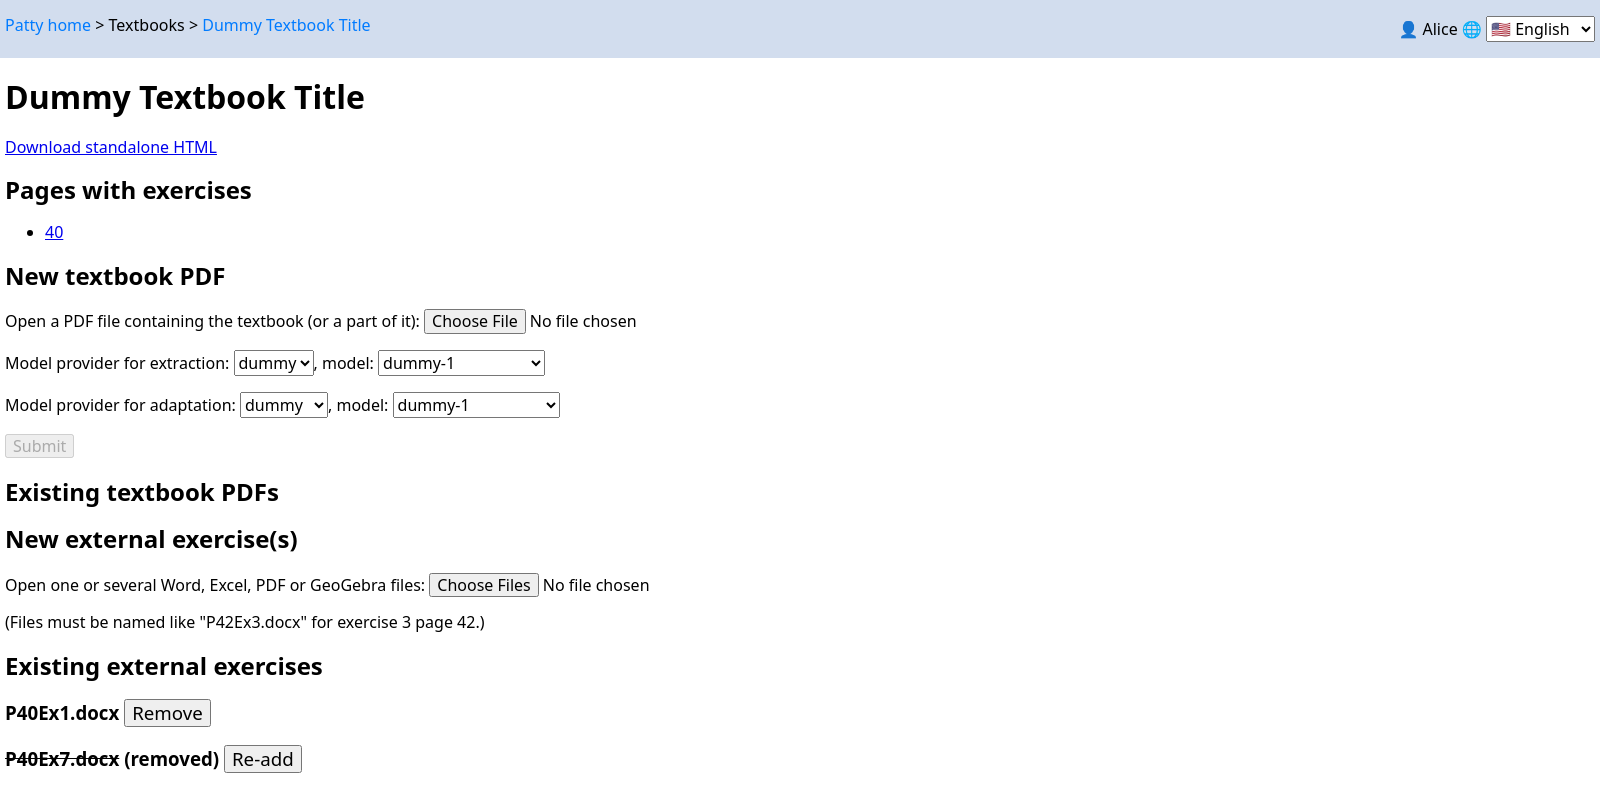 Patty home > Textbooks > Dummy Textbook Title
👤 Alice 🌐 🇺🇸 English
Dummy Textbook Title
Download standalone HTML
Pages with exercises
• 40
New textbook PDF
Open a PDF file containing the textbook (or a part of it): Choose File No file chosen
Model provider for extraction: dummy, model: dummy-1
Model provider for adaptation: dummy, model: dummy-1
Submit
Existing textbook PDFs
New external exercise(s)
Open one or several Word, Excel, PDF or GeoGebra files: Choose Files No file chosen
(Files must be named like "P42Ex3.docx" for exercise 3 page 42.)
Existing external exercises
P40Ex1.docx Remove
P40Ex7.docx (removed) Re-add